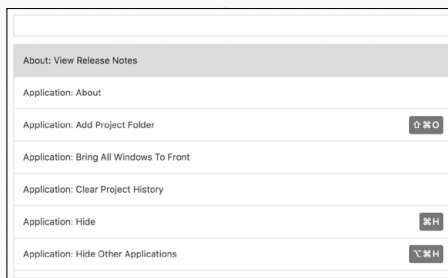 About: View Release Notes
Application: About
Application: Add Project Folder ⇧⌘O
Application: Bring All Windows To Front
Application: Clear Project History
Application: Hide ⌘H
Application: Hide Other Applications ⌥⌘H